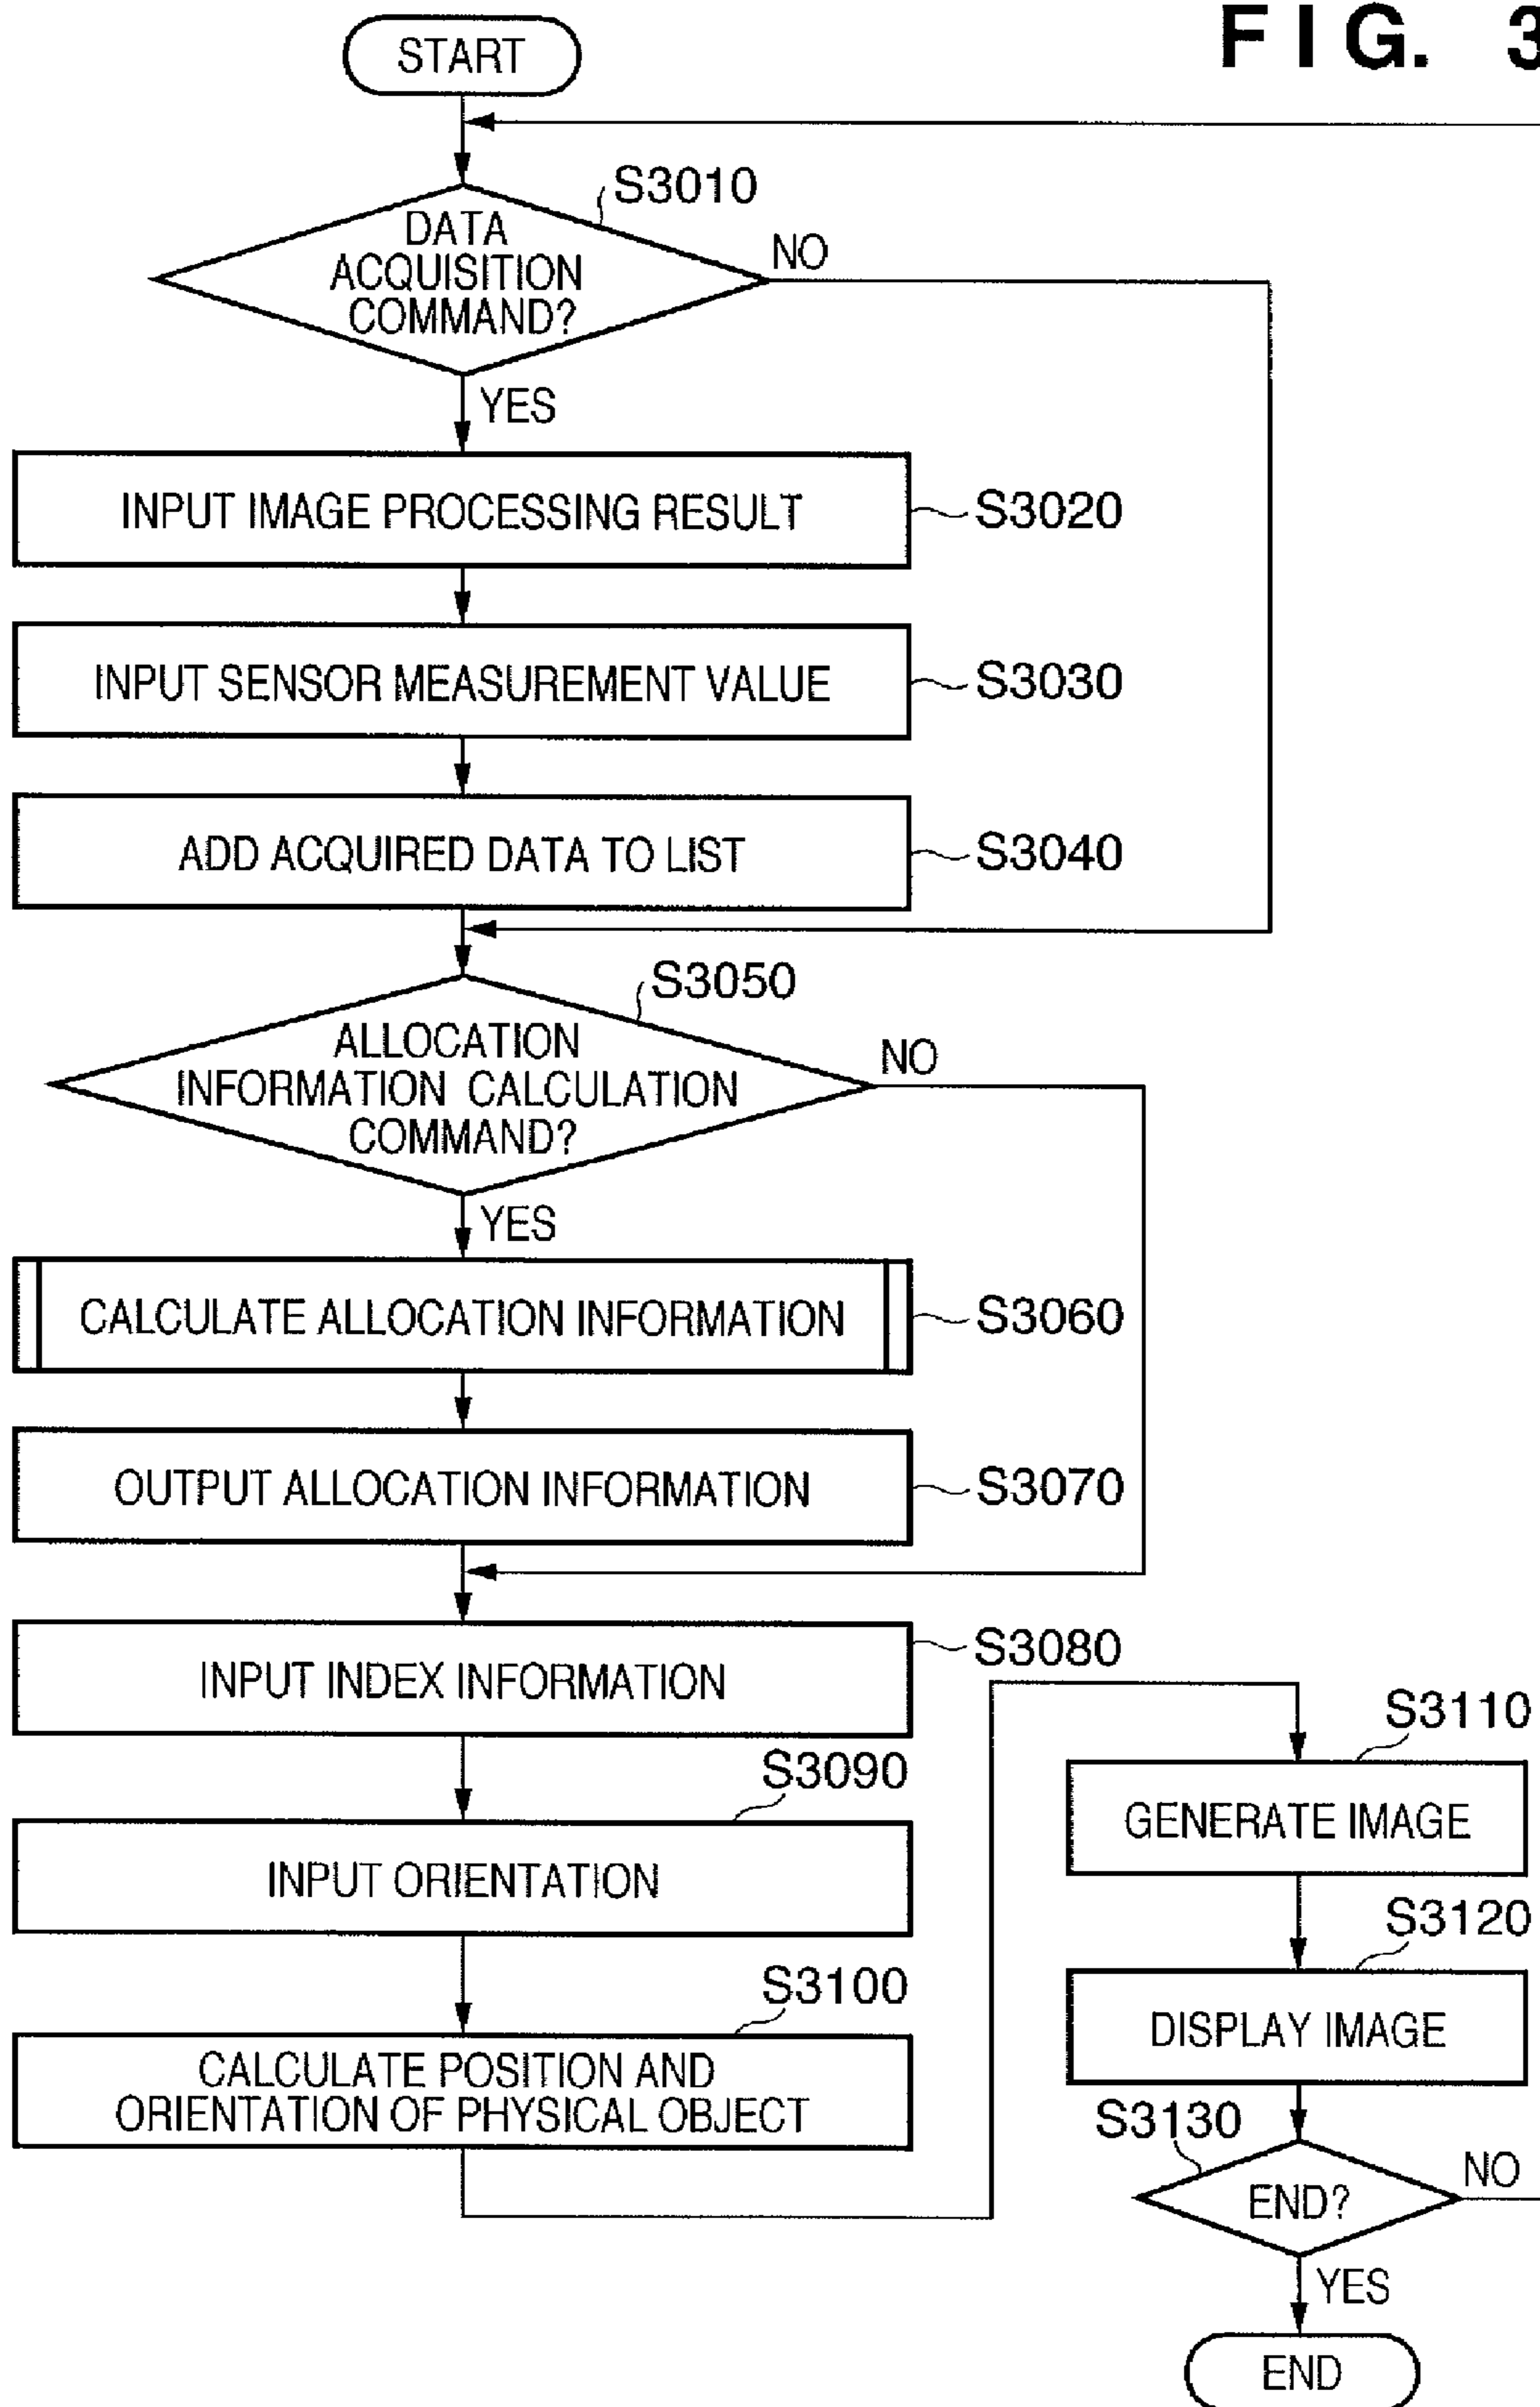 FIG. 3
START
S3010
DATA
ACQUISITION
COMMAND?
NO
YES
INPUT IMAGE PROCESSING RESULT
S3020
INPUT SENSOR MEASUREMENT VALUE
S3030
ADD ACQUIRED DATA TO LIST
S3040
S3050
ALLOCATION
INFORMATION CALCULATION
COMMAND?
NO
YES
CALCULATE ALLOCATION INFORMATION
S3060
OUTPUT ALLOCATION INFORMATION
S3070
INPUT INDEX INFORMATION
S3080
S3090
INPUT ORIENTATION
S3100
CALCULATE POSITION AND
ORIENTATION OF PHYSICAL OBJECT
S3110
GENERATE IMAGE
S3120
DISPLAY IMAGE
S3130
END?
NO
YES
END